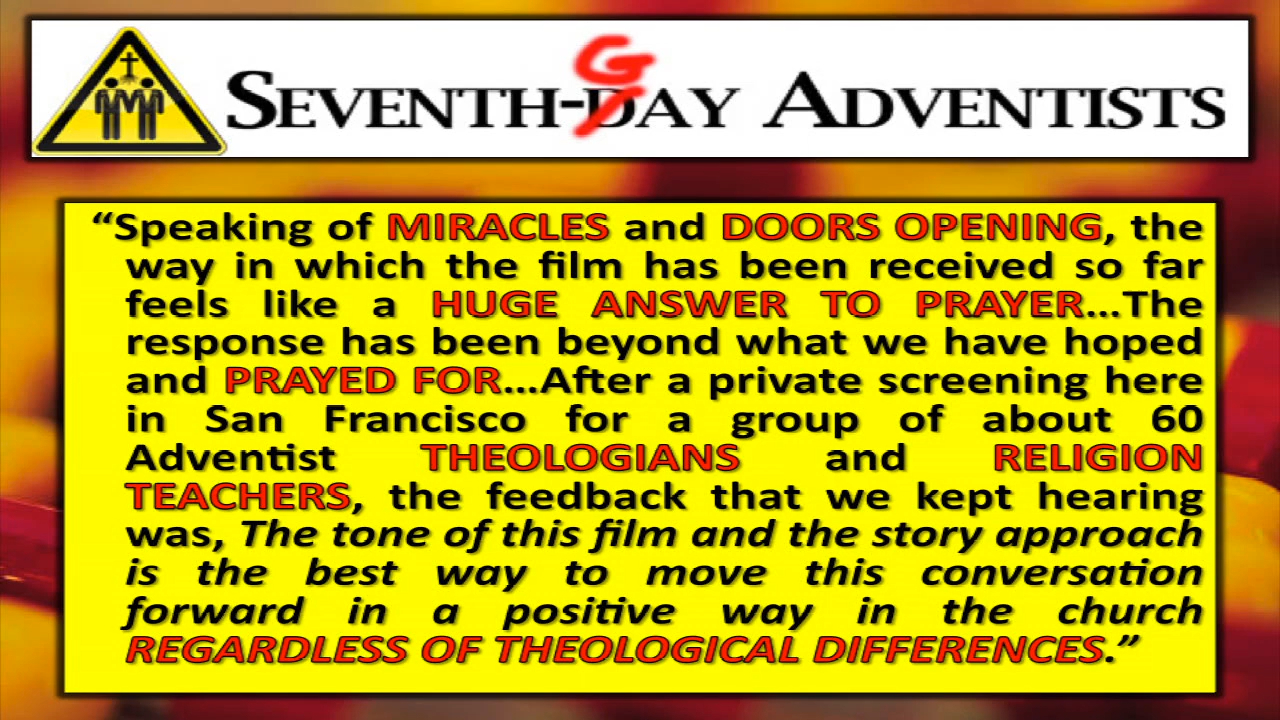 SEVENTH-GDAY ADVENTISTS
“Speaking of MIRACLES and DOORS OPENING, the
way in which the film has been received so far
feels like a HUGE ANSWER TO PRAYER...The
response has been beyond what we have hoped
and PRAYED FOR...After a private screening here
in San Francisco for a group of about 60
Adventist THEOLOGIANS and RELIGION
TEACHERS, the feedback that we kept hearing
was, The tone of this film and the story approach
is the best way to move this conversation
forward in a positive way in the church
REGARDLESS OF THEOLOGICAL DIFFERENCES.”